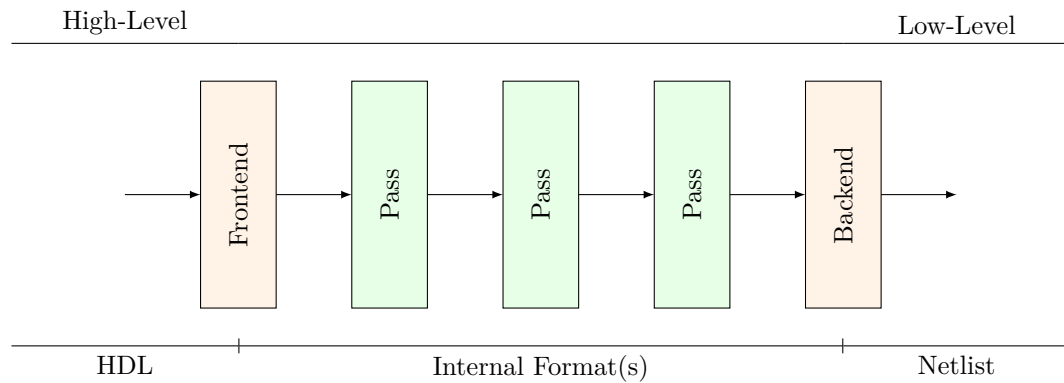 High-Level
Low-Level
Frontend
Pass
Pass
Pass
Backend
HDL
Internal Format(s)
Netlist